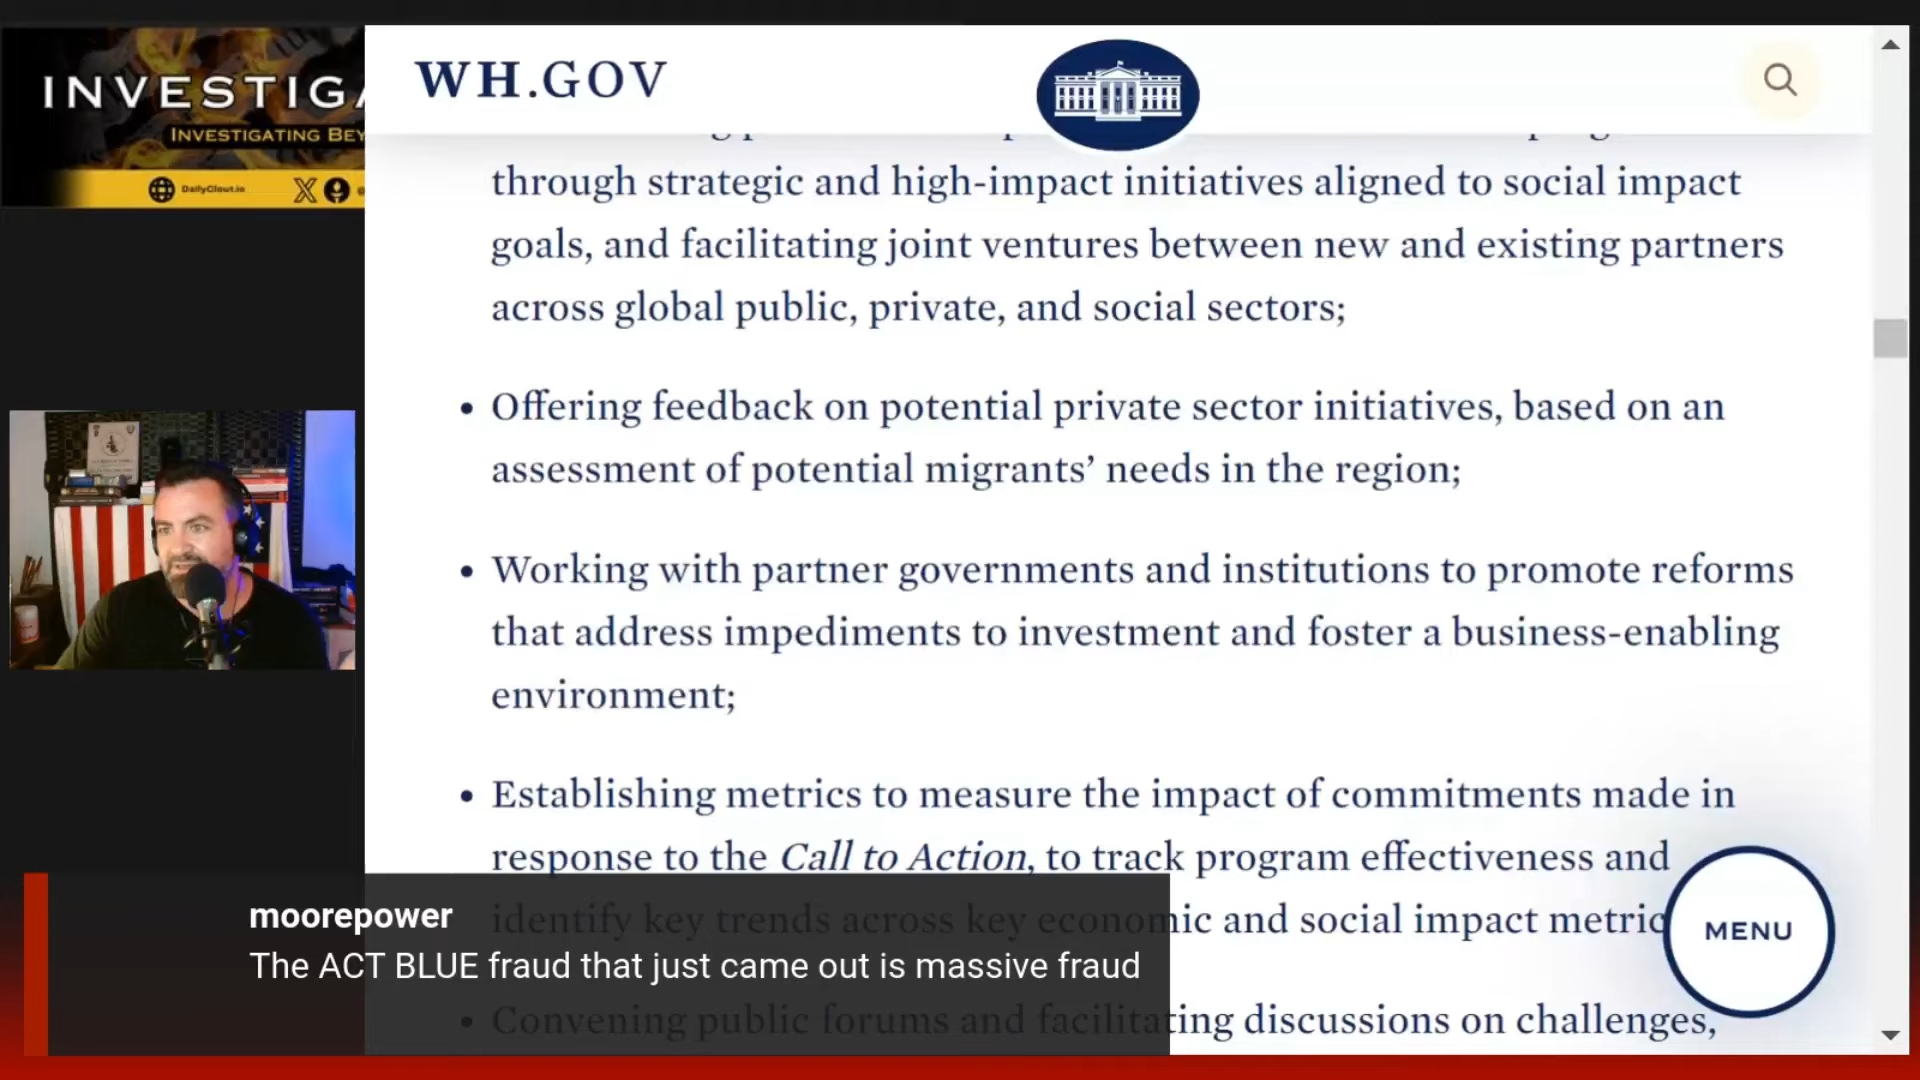 INVESTIGA
INVESTIGATING BEY
DailyClout.io
WH.GOV
through strategic and high-impact initiatives aligned to social impact
goals, and facilitating joint ventures between new and existing partners
across global public, private, and social sectors;
• Offering feedback on potential private sector initiatives, based on an
assessment of potential migrants’ needs in the region;
• Working with partner governments and institutions to promote reforms
that address impediments to investment and foster a business-enabling
environment;
• Establishing metrics to measure the impact of commitments made in
response to the Call to Action, to track program effectiveness and
identify key trends across key economic and social impact metric
• Convening public forums and facilitating discussions on challenges,
MENU
moorepower
The ACT BLUE fraud that just came out is massive fraud